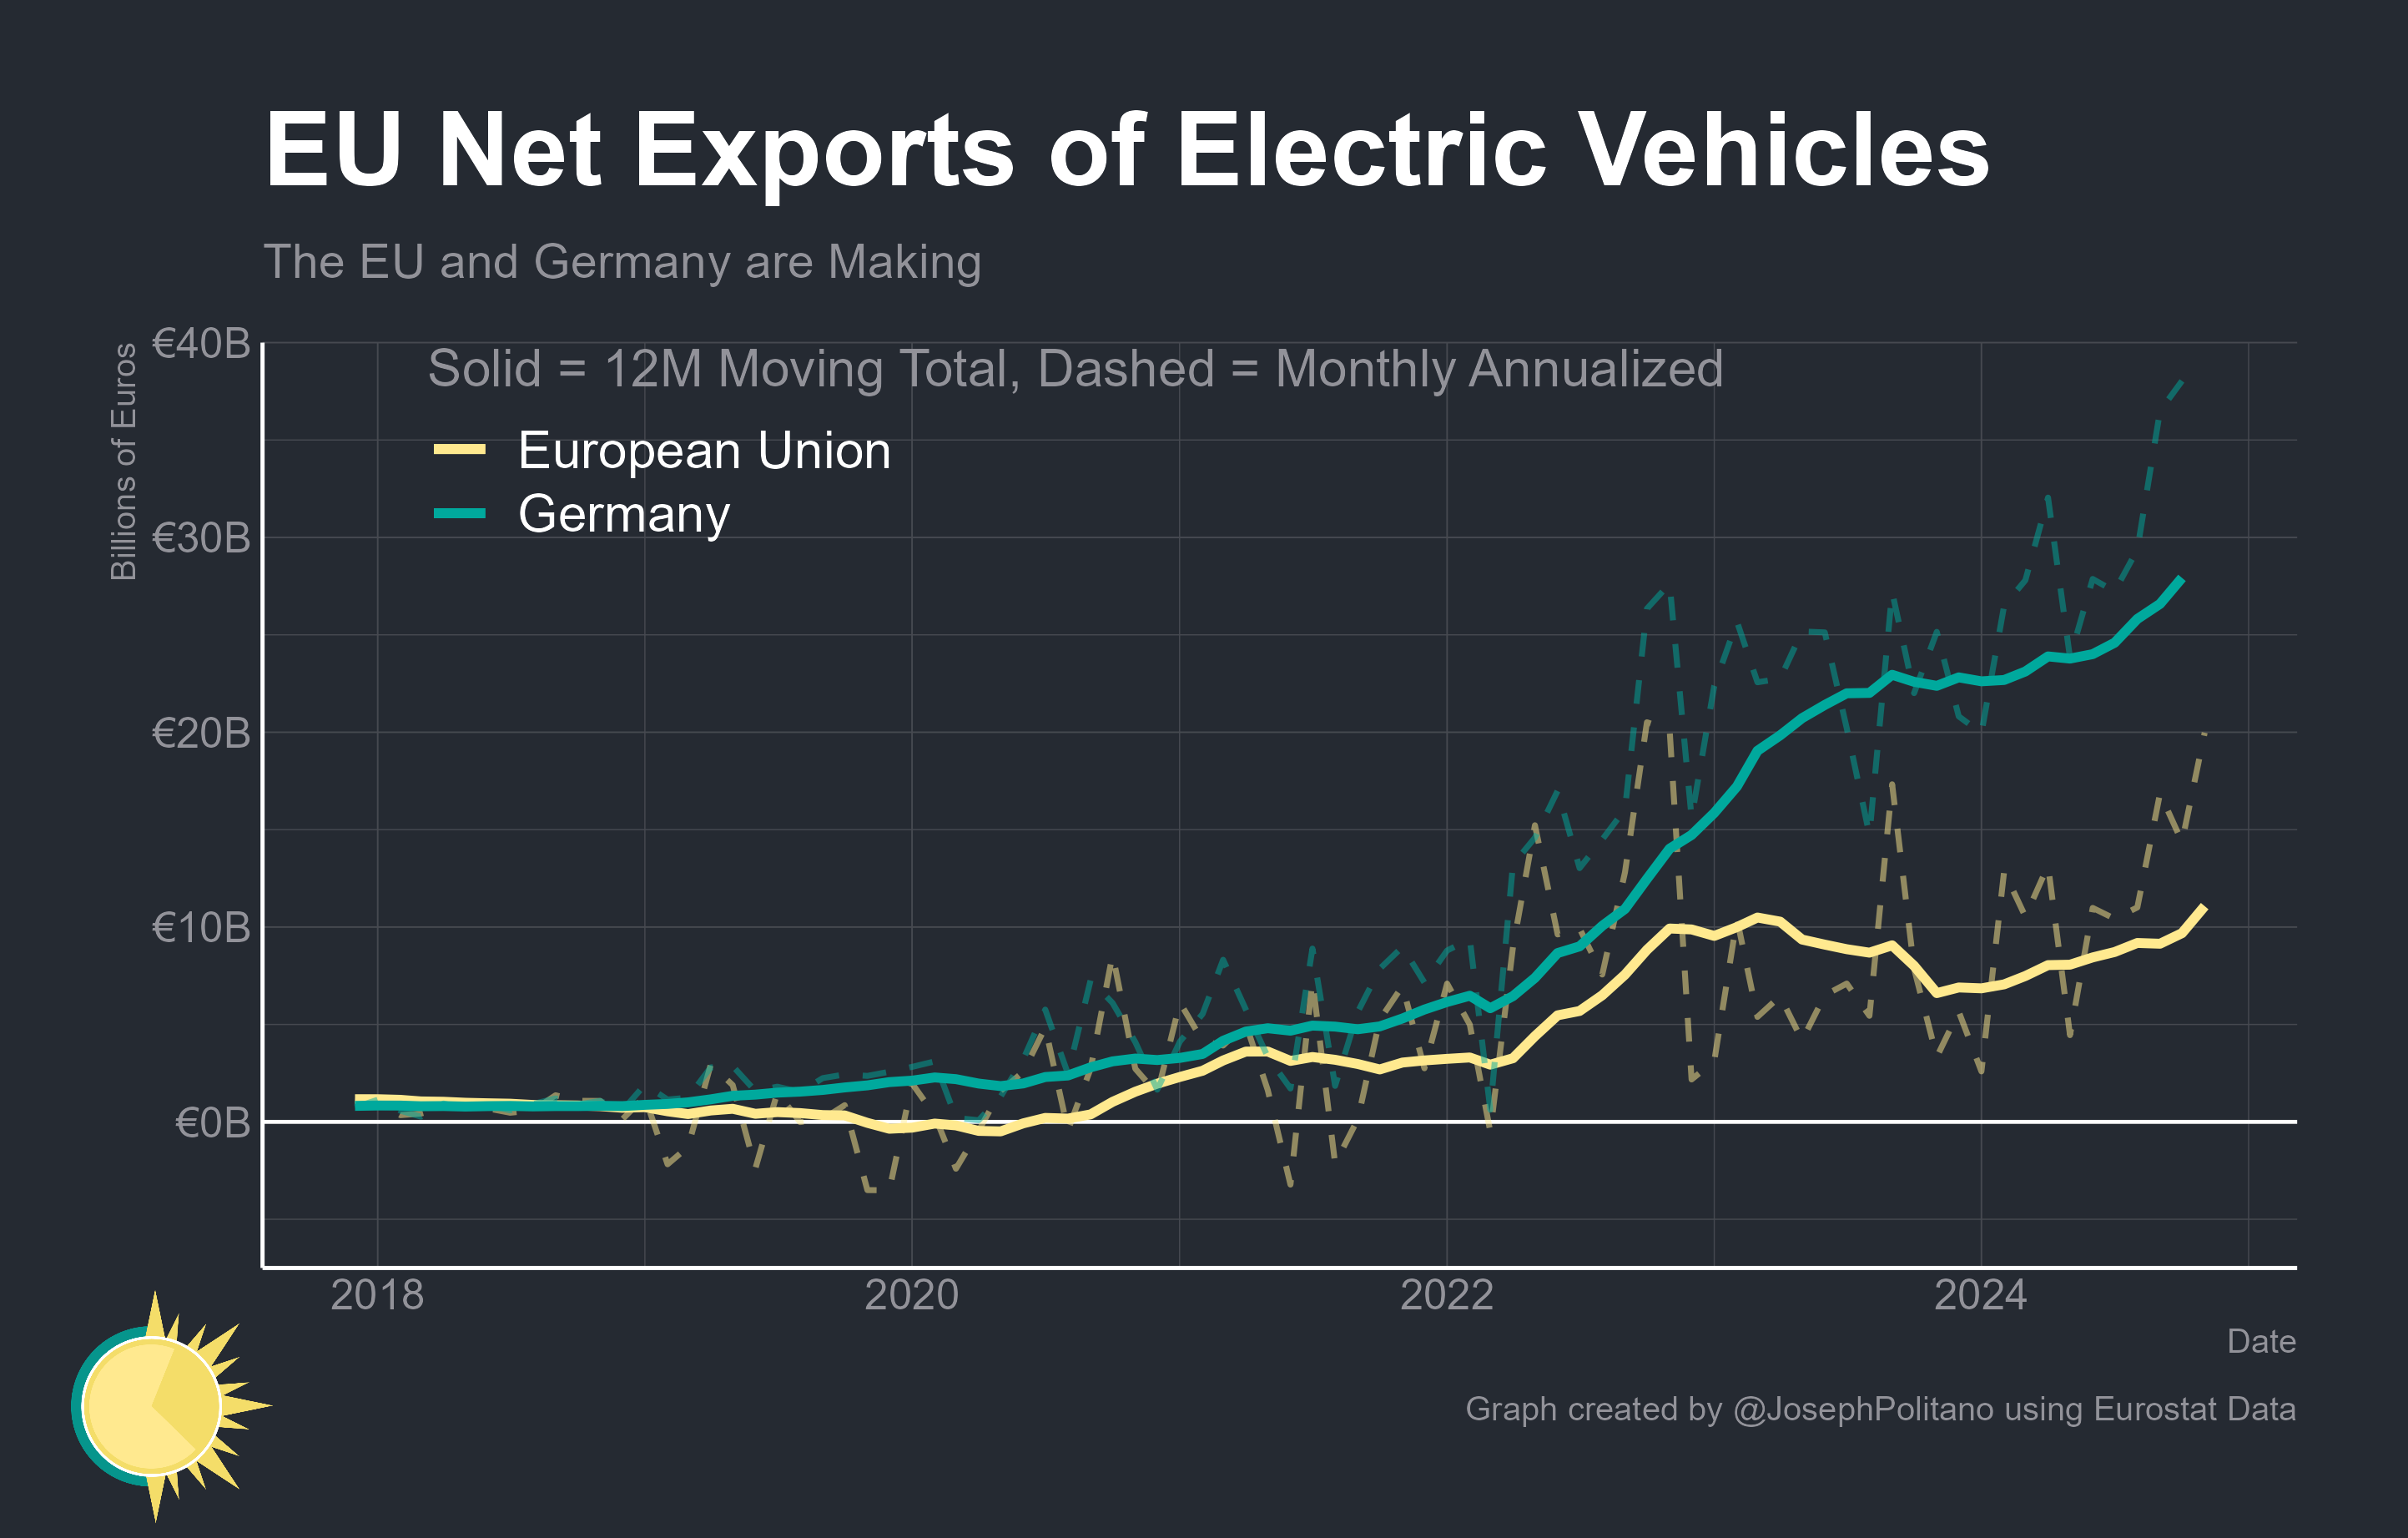 EU Net Exports of Electric Vehicles
The EU and Germany are Making
Billions of Euros
€40B
€30B
€20B
€10B
€0B
Solid = 12M Moving Total, Dashed = Monthly Annualized
European Union
Germany
2018
2020
2022
2024
Date
Graph created by @JosephPolitano using Eurostat Data